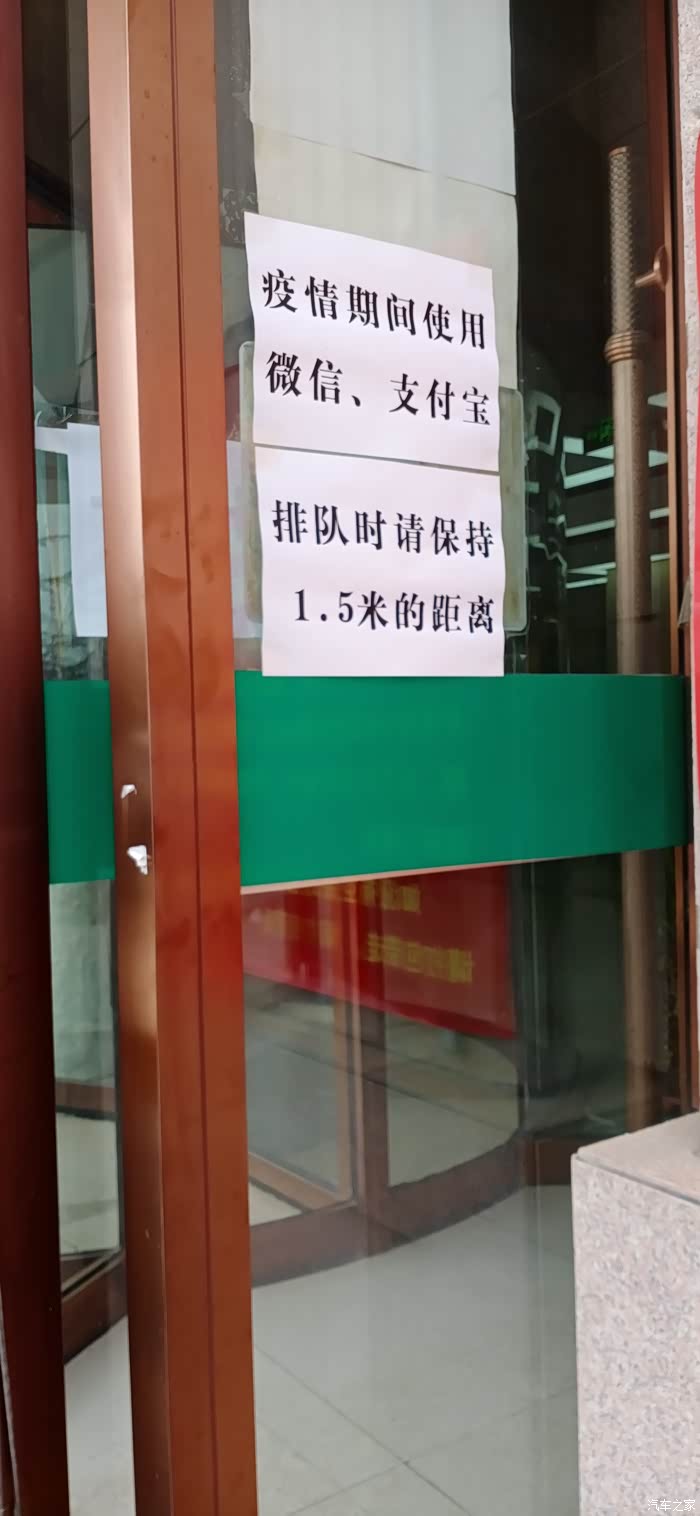 疫情期间使用
微信、支付宝
排队时请保持
1.5米的距离
汽车之家